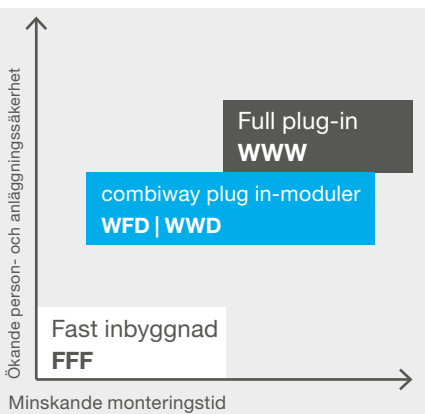 Ökande person- och anläggningssäkerhet
Full plug-in
WWW
combiway plug in-moduler
WFD | WWD
Fast inbyggnad
FFF
Minskande monteringstid